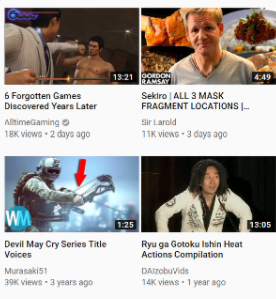 13:21
GORDON
RAMSAY
4:49
6 Forgotten Games
Discovered Years Later
AlltimeGaming
18K views • 2 days ago
Sekiro | ALL 3 MASK
FRAGMENT LOCATIONS |...
Sir Larold
11K views • 3 days ago
WM
1:25
13:05
Devil May Cry Series Title
Voices
Murasaki51
39K views • 3 years ago
Ryu ga Gotoku Ishin Heat
Actions Compilation
DAIzobuVids
14K views • 1 year ago